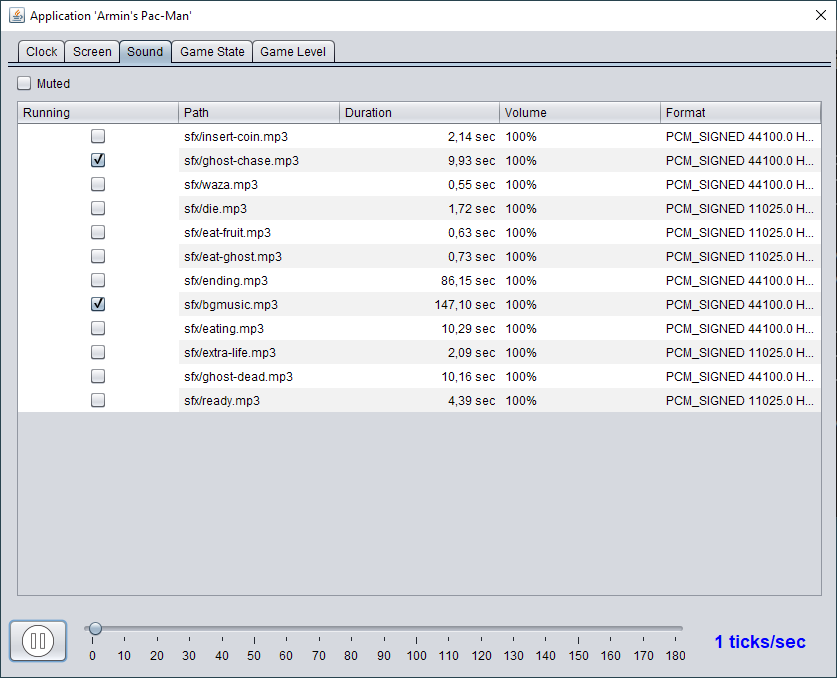 Application 'Armin's Pac-Man'
Clock Screen Sound Game State Game Level
Muted
Running Path Duration Volume Format
sfx/insert-coin.mp3 2,14 sec 100% PCM_SIGNED 44100.0 H...
sfx/ghost-chase.mp3 9,93 sec 100% PCM_SIGNED 44100.0 H...
sfx/waza.mp3 0,55 sec 100% PCM_SIGNED 44100.0 H...
sfx/die.mp3 1,72 sec 100% PCM_SIGNED 11025.0 H...
sfx/eat-fruit.mp3 0,63 sec 100% PCM_SIGNED 11025.0 H...
sfx/eat-ghost.mp3 0,73 sec 100% PCM_SIGNED 11025.0 H...
sfx/ending.mp3 86,15 sec 100% PCM_SIGNED 44100.0 H...
sfx/bgmusic.mp3 147,10 sec 100% PCM_SIGNED 44100.0 H...
sfx/eating.mp3 10,29 sec 100% PCM_SIGNED 44100.0 H...
sfx/extra-life.mp3 2,09 sec 100% PCM_SIGNED 11025.0 H...
sfx/ghost-dead.mp3 10,16 sec 100% PCM_SIGNED 44100.0 H...
sfx/ready.mp3 4,39 sec 100% PCM_SIGNED 11025.0 H...
1 ticks/sec
0 10 20 30 40 50 60 70 80 90 100 110 120 130 140 150 160 170 180